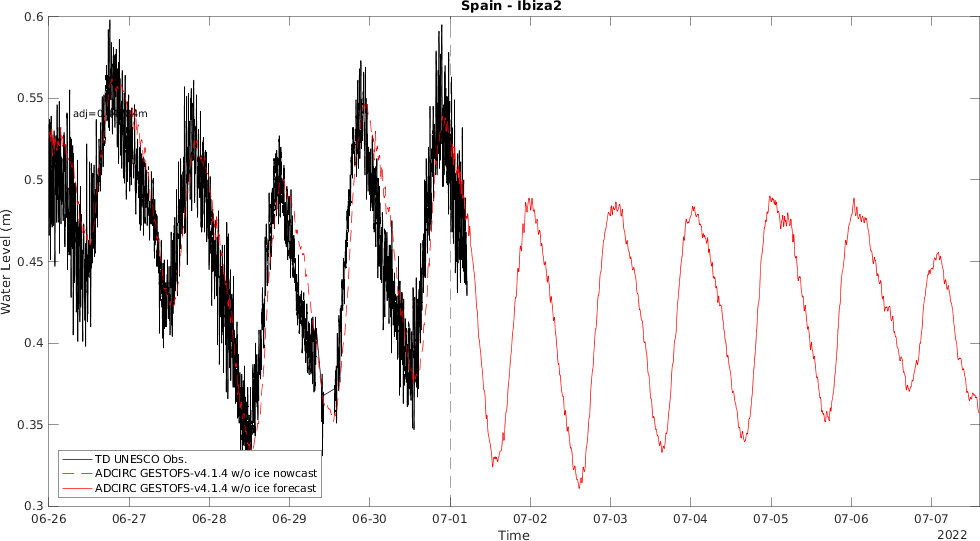 Spain - Ibiza2
0.6
0.55
0.5
0.45
0.4
0.35
0.3
Water Level (m)
TD UNESCO Obs.
ADCIRC GESTOFS-v4.1.4 w/o ice nowcast
ADCIRC GESTOFS-v4.1.4 w/o ice forecast
06-26 06-27 06-28 06-29 06-30 07-01 07-02 07-03 07-04 07-05 07-06 07-07
Time
2022